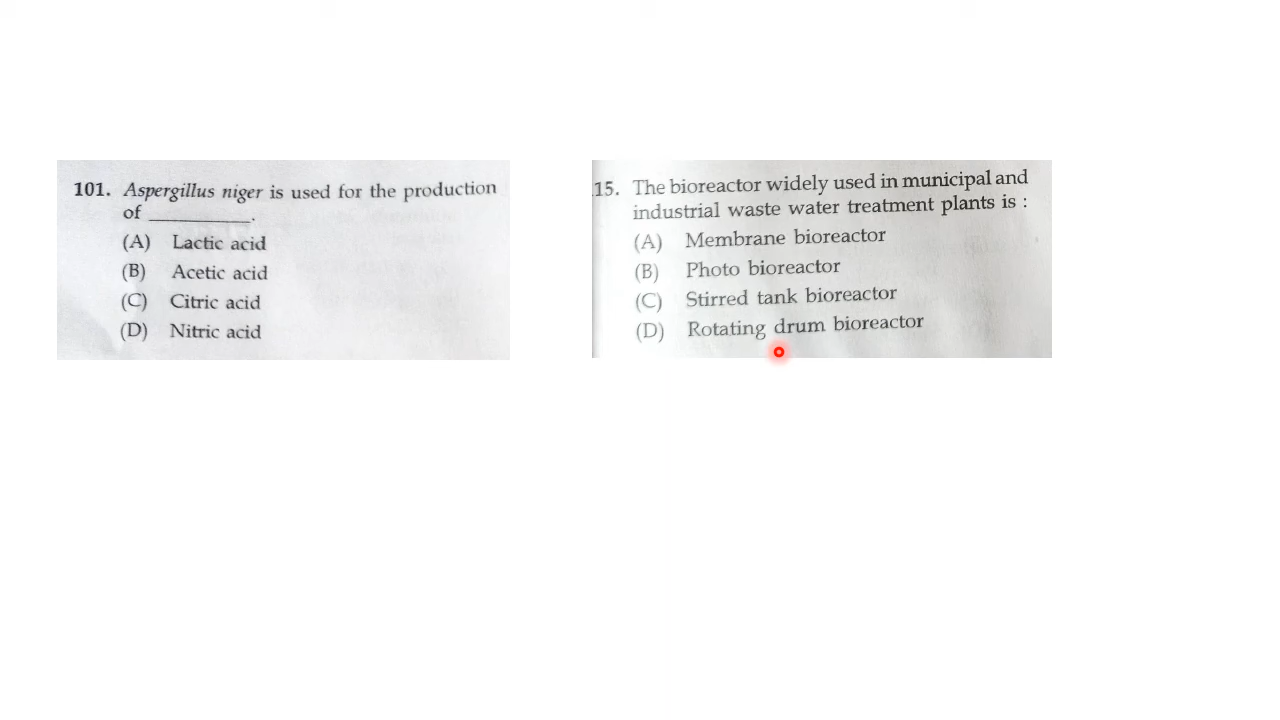 101. Aspergillus niger is used for the production
of _________.
(A) Lactic acid
(B) Acetic acid
(C) Citric acid
(D) Nitric acid
15. The bioreactor widely used in municipal and
industrial waste water treatment plants is :
(A) Membrane bioreactor
(B) Photo bioreactor
(C) Stirred tank bioreactor
(D) Rotating drum bioreactor